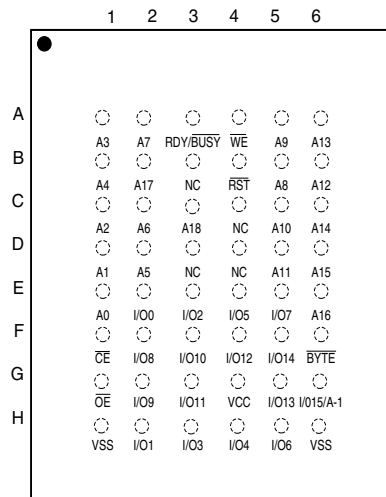 1 2 3 4 5 6
A
A3 A7 RDY/BUSY WE A9 A13
B
A4 A17 NC RST A8 A12
C
A2 A6 A18 NC A10 A14
D
A1 A5 NC NC A11 A15
E
A0 I/O0 I/O2 I/O5 I/O7 A16
F
CE I/O8 I/O10 I/O12 I/O14 BYTE
G
OE I/O9 I/O11 VCC I/O13 I/015/A-1
H
VSS I/O1 I/O3 I/O4 I/O6 VSS